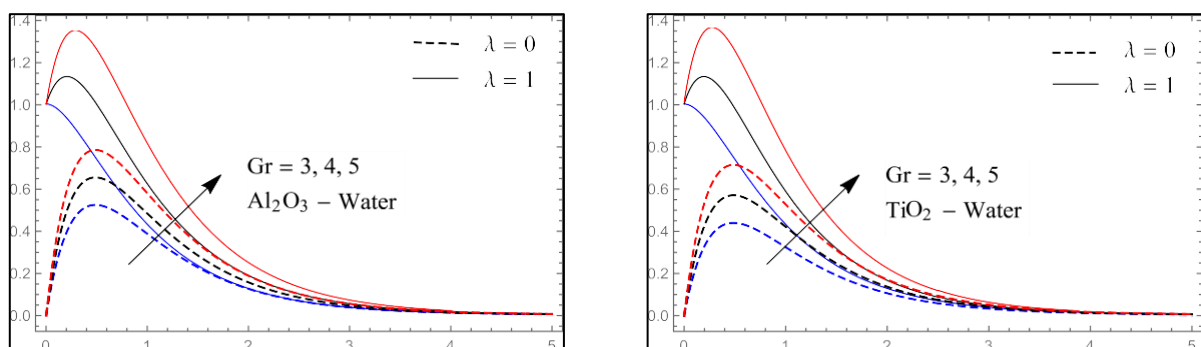 1.4
λ = 0
1.2
λ = 1
1.0
0.8
Gr = 3, 4, 5
0.6
Al₂O₃ – Water
0.4
0.2
0.0
0 1 2 3 4 5
1.4
λ = 0
1.2
λ = 1
1.0
0.8
Gr = 3, 4, 5
0.6
TiO₂ – Water
0.4
0.2
0.0
0 1 2 3 4 5